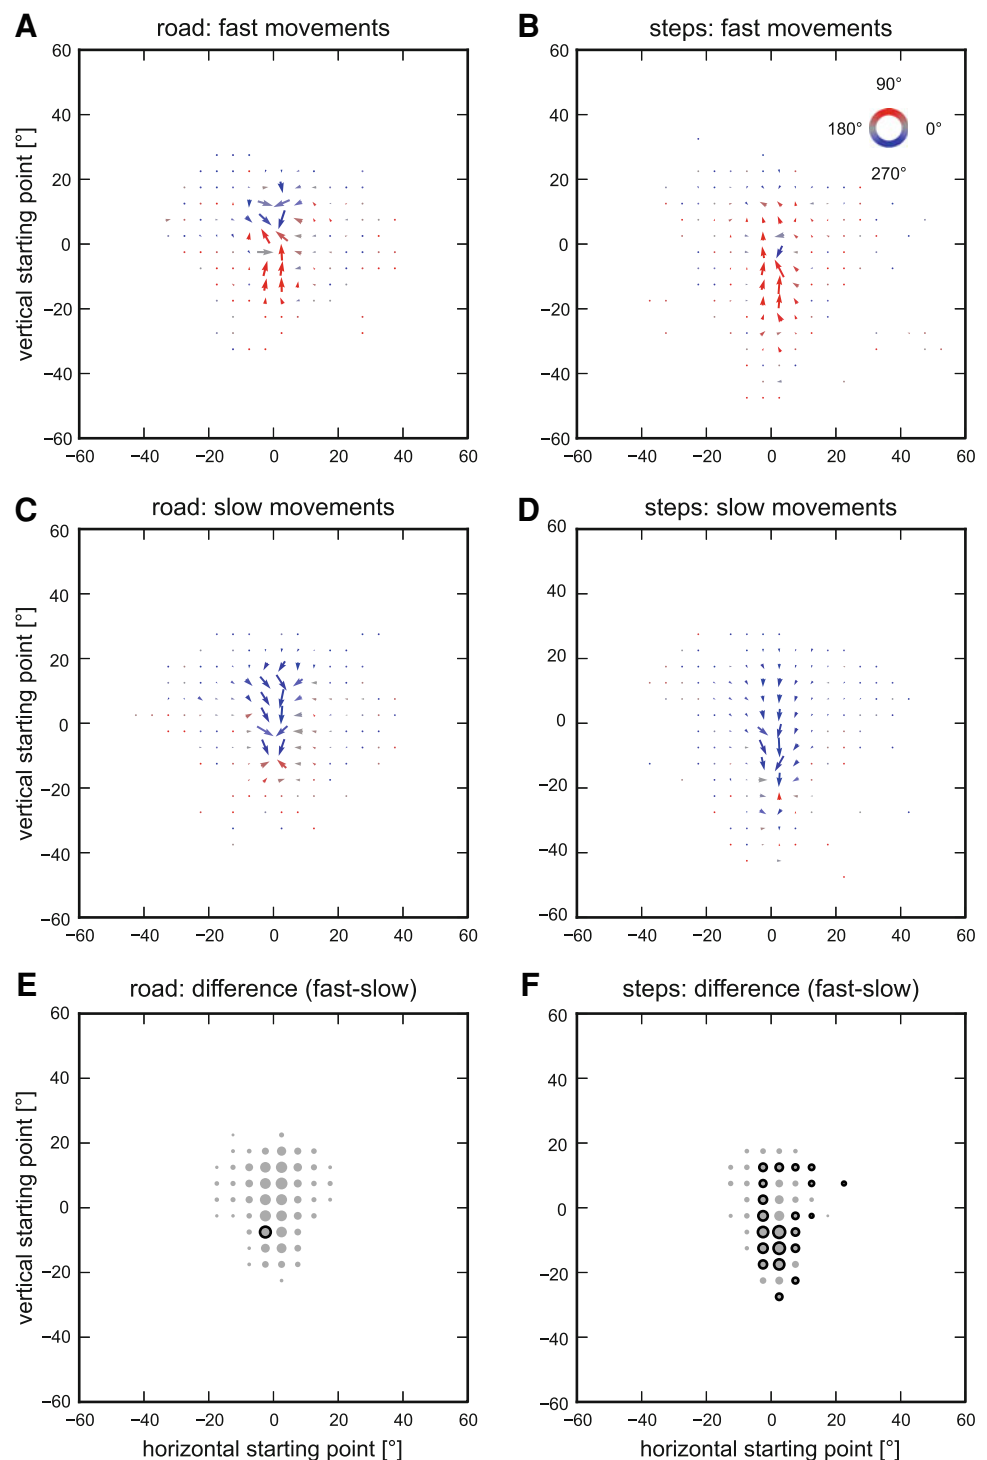 A road: fast movements
B steps: fast movements
vertical starting point [°]
60
40
20
0
−20
−40
−60
−60 −40 −20 0 20 40 60
60
40
20
0
−20
−40
−60
−60 −40 −20 0 20 40 60
90°
180° 0°
270°
C road: slow movements
D steps: slow movements
vertical starting point [°]
60
40
20
0
−20
−40
−60
−60 −40 −20 0 20 40 60
60
40
20
0
−20
−40
−60
−60 −40 −20 0 20 40 60
E road: difference (fast-slow)
F steps: difference (fast-slow)
vertical starting point [°]
60
40
20
0
−20
−40
−60
−60 −40 −20 0 20 40 60
horizontal starting point [°]
60
40
20
0
−20
−40
−60
−60 −40 −20 0 20 40 60
horizontal starting point [°]